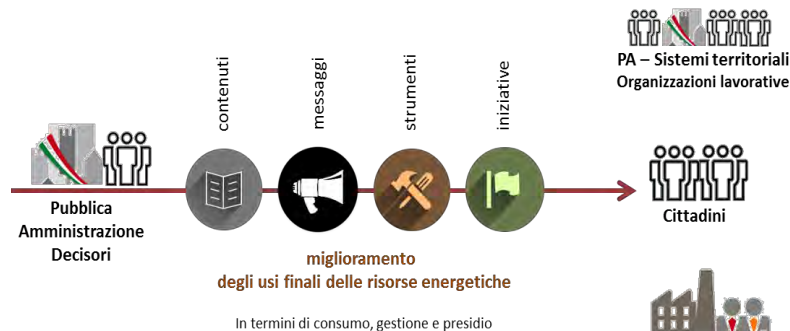 contenuti
messaggi
strumenti
iniziative
PA – Sistemi territoriali
Organizzazioni lavorative
Pubblica
Amministrazione
Decisori
Cittadini
miglioramento
degli usi finali delle risorse energetiche
In termini di consumo, gestione e presidio